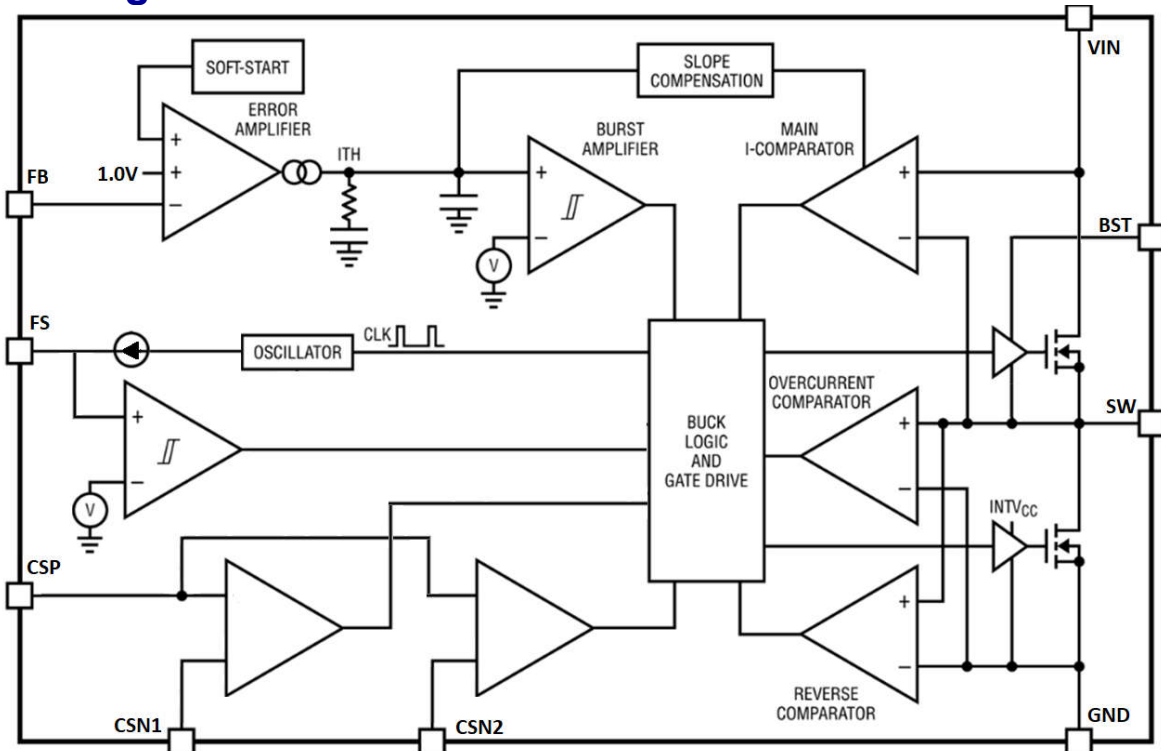 VIN
SOFT-START
SLOPE
COMPENSATION
ERROR
AMPLIFIER
BURST
AMPLIFIER
MAIN
I-COMPARATOR
ITH
FB
1.0V
+
+
−
+
−
+
−
V
BST
FS
OSCILLATOR
CLK
OVERCURRENT
COMPARATOR
SW
BUCK
LOGIC
AND
GATE DRIVE
+
−
V
+
−
INTVCC
CSP
+
−
REVERSE
COMPARATOR
CSN1
CSN2
GND